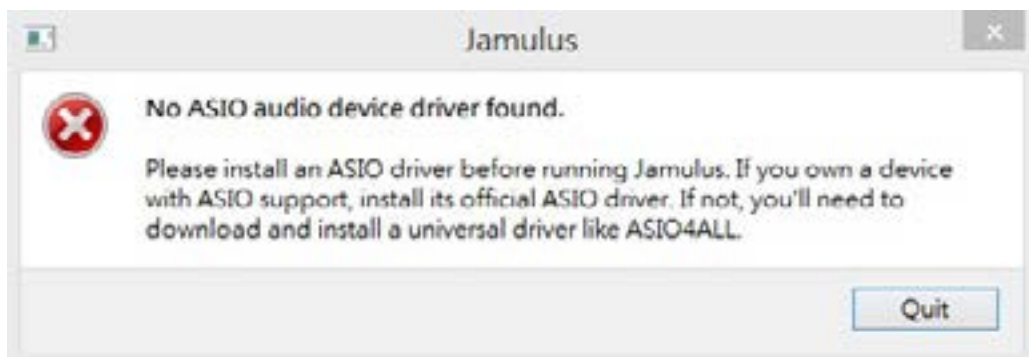 Jamulus
No ASIO audio device driver found.
Please install an ASIO driver before running Jamulus. If you own a device
with ASIO support, install its official ASIO driver. If not, you'll need to
download and install a universal driver like ASIO4ALL.
Quit